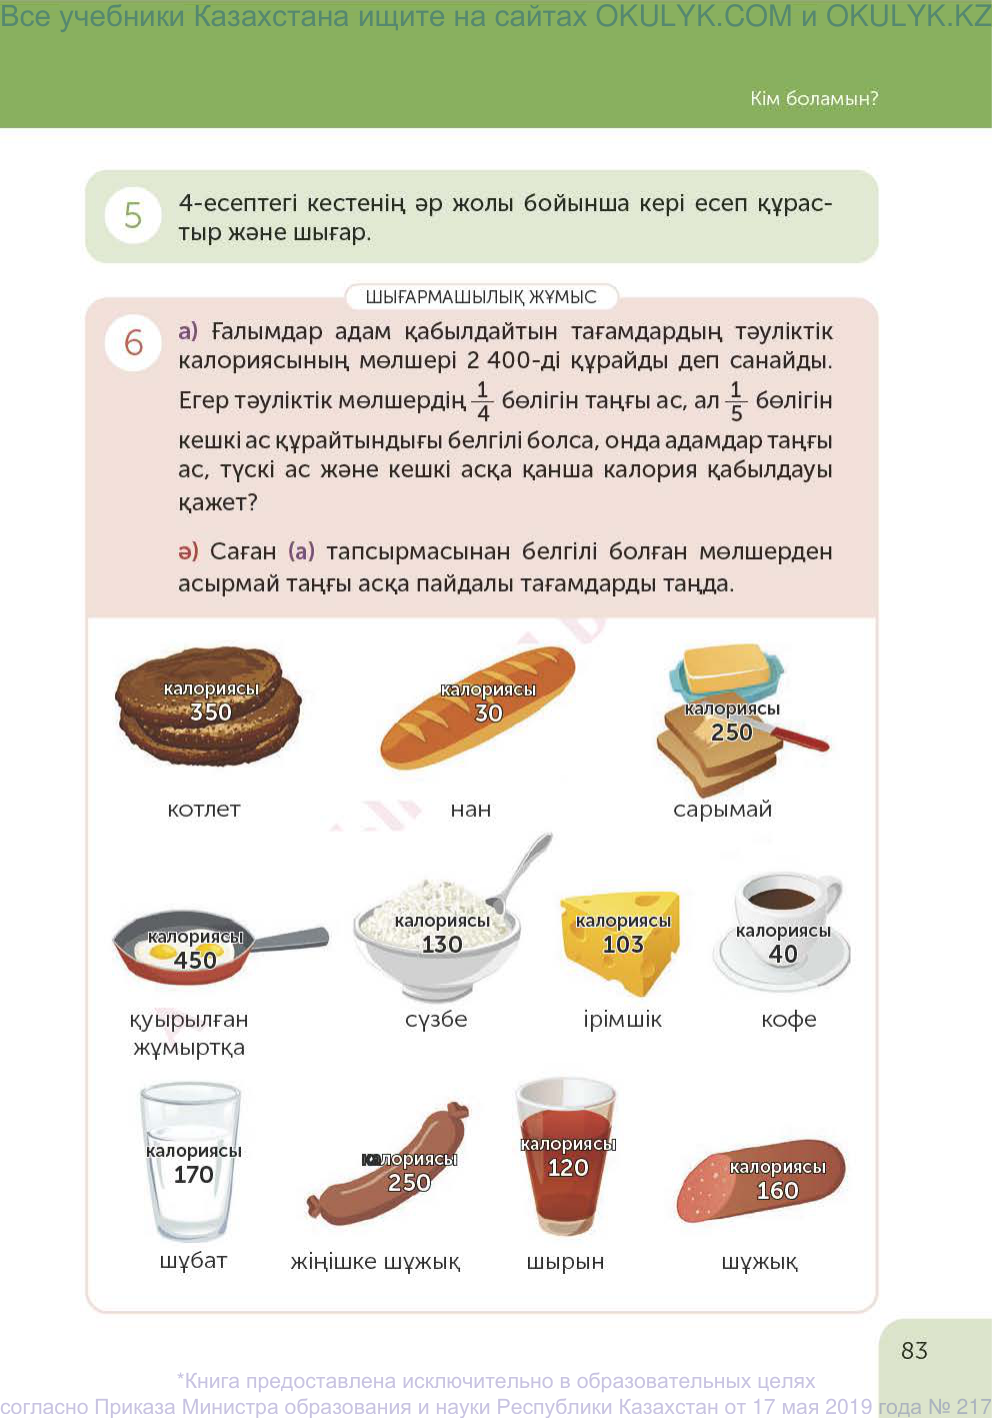 Все учебники Казахстана ищите на сайтах OKULYK.COM и OKULYK.KZ
Кім боламын?
5
4-есептегі кестенің әр жолы бойынша кері есеп құрас-
тыр және шығар.
ШЫҒАРМАШЫЛЫҚ ЖҰМЫС
6
а) Ғалымдар адам қабылдайтын тағамдардың тәуліктік
калориясының мөлшері 2 400-ді құрайды деп санайды.
Егер тәуліктік мөлшердің 1/4 бөлігін таңғы ас, ал 1/5 бөлігін
кешкі ас құрайтындығы белгілі болса, онда адамдар таңғы
ас, түскі ас және кешкі асқа қанша калория қабылдауы
қажет?
ә) Саған (а) тапсырмасынан белгілі болған мөлшерден
асырмай таңғы асқа пайдалы тағамдарды таңда.
калориясы
350
калориясы
30
калориясы
250
котлет
нан
сарымай
калориясы
450
калориясы
130
калориясы
103
калориясы
40
қуырылған
жұмыртқа
сүзбе
ірімшік
кофе
калориясы
170
калориясы
250
калориясы
120
калориясы
160
шұбат
жіңішке шұжық
шырын
шұжық
83
*Книга предоставлена исключительно в образовательных целях
согласно Приказа Министра образования и науки Республики Казахстан от 17 мая 2019 года № 217